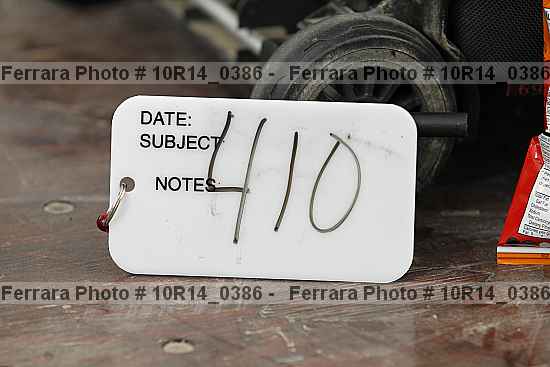 Ferrara Photo # 10R14_0386 - Ferrara Photo # 10R14_0386
DATE:
SUBJECT:
NOTES:
410
Ferrara Photo # 10R14_0386 - Ferrara Photo # 10R14_0386